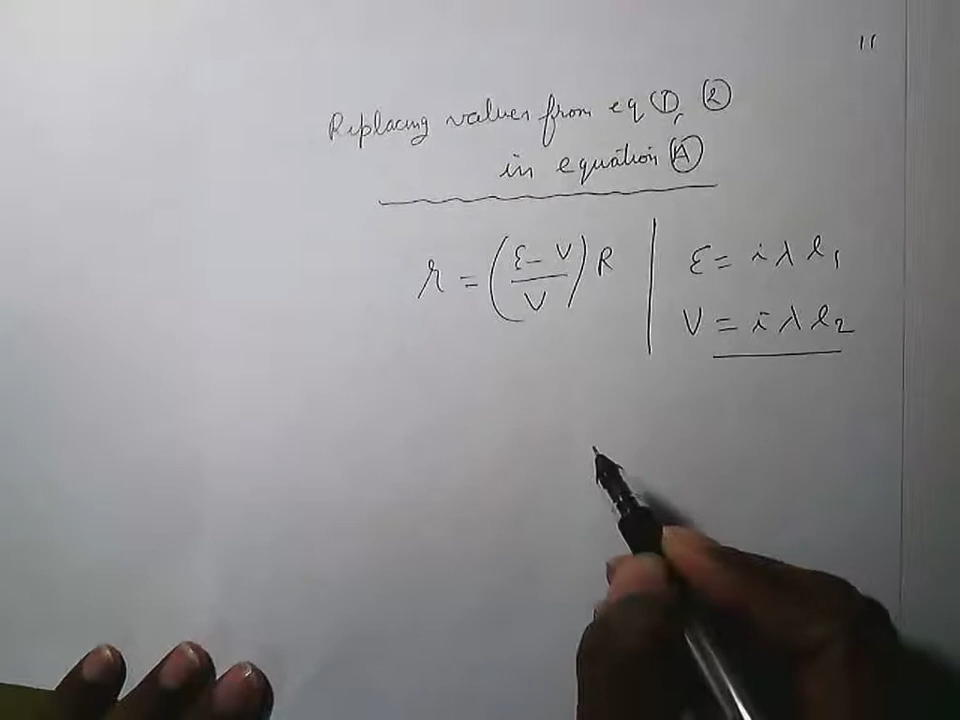 11
Replacing values from eq ①, ②
in equation Ⓐ
r = (ε - V / V) R | ε = iλl₁
V = iλl₂